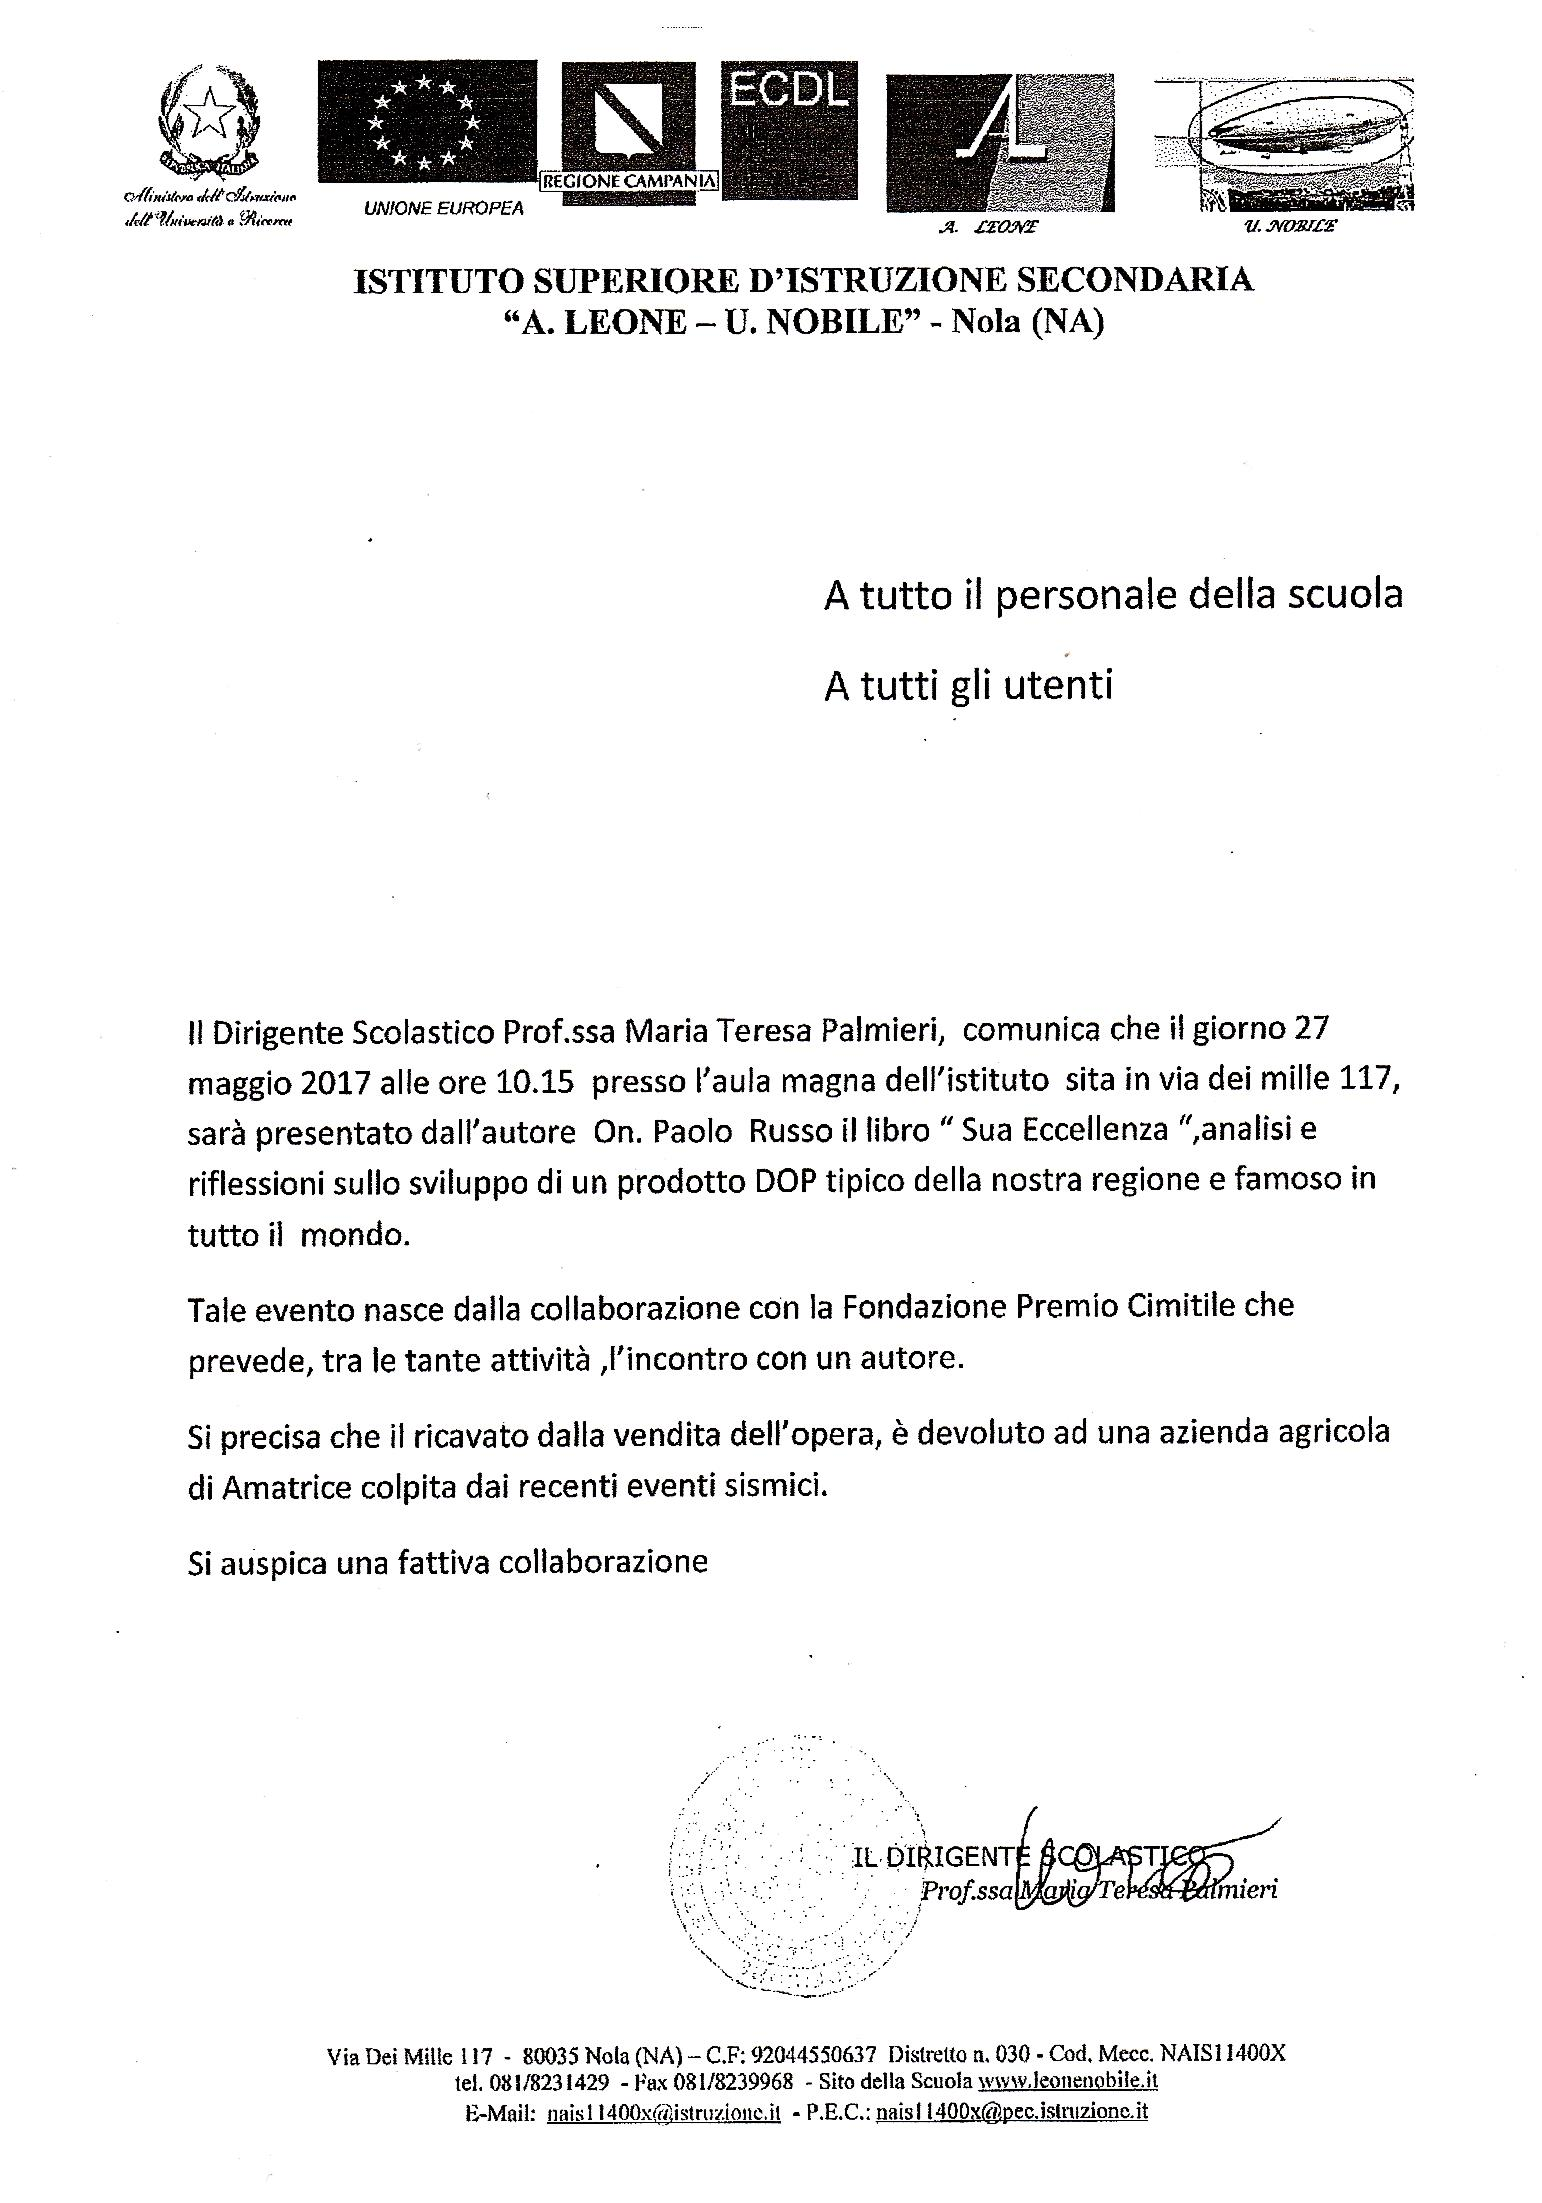 Ministero dell'Istruzione
dell'Università e Ricerca
UNIONE EUROPEA
REGIONE CAMPANIA
ECDL
AL
A. LEONE
U. NOBILE
ISTITUTO SUPERIORE D’ISTRUZIONE SECONDARIA
“A. LEONE – U. NOBILE” - Nola (NA)
A tutto il personale della scuola
A tutti gli utenti
Il Dirigente Scolastico Prof.ssa Maria Teresa Palmieri, comunica che il giorno 27
maggio 2017 alle ore 10.15 presso l’aula magna dell’istituto sita in via dei mille 117,
sarà presentato dall’autore On. Paolo Russo il libro “ Sua Eccellenza “,analisi e
riflessioni sullo sviluppo di un prodotto DOP tipico della nostra regione e famoso in
tutto il mondo.
Tale evento nasce dalla collaborazione con la Fondazione Premio Cimitile che
prevede, tra le tante attività ,l’incontro con un autore.
Si precisa che il ricavato dalla vendita dell’opera, è devoluto ad una azienda agricola
di Amatrice colpita dai recenti eventi sismici.
Si auspica una fattiva collaborazione
IL DIRIGENTE SCOLASTICO
Prof.ssa Maria Teresa Palmieri
Via Dei Mille 117 - 80035 Nola (NA) – C.F: 92044550637 Distretto n. 030 - Cod. Mecc. NAIS11400X
tel. 081/8231429 - Fax 081/8239968 - Sito della Scuola www.leonenobile.it
E-Mail: nais11400x@istruzione.it - P.E.C.: nais11400x@pec.istruzione.it